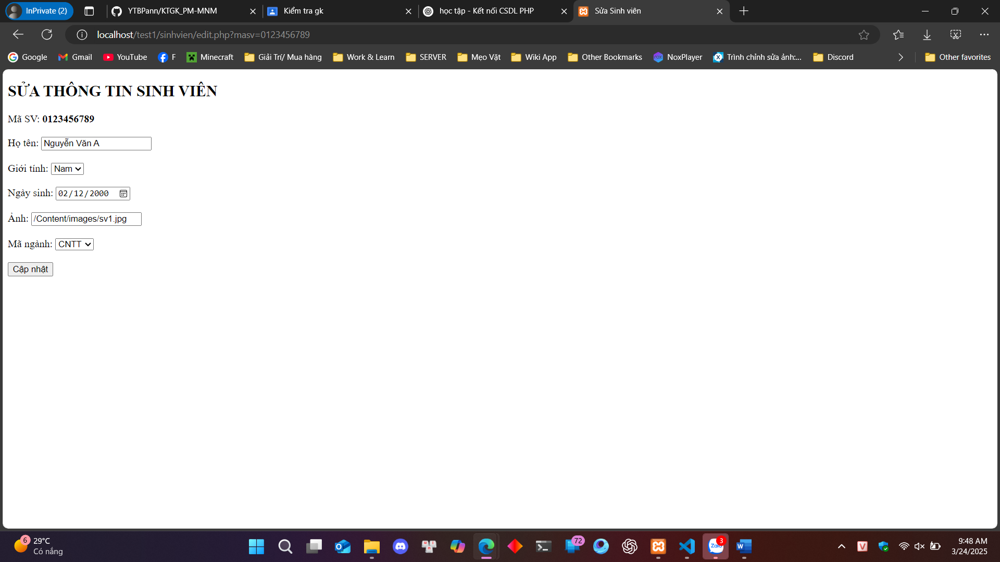 InPrivate (2)
YTBPann/KTGK_PM-MNM
Kiểm tra gk
học tập - Kết nối CSDL PHP
Sửa Sinh viên
localhost/test1/sinhvien/edit.php?masv=0123456789
Google
Gmail
YouTube
F
Minecraft
Giải Trí/ Mua hàng
Work & Learn
SERVER
Mẹo Vặt
Wiki App
Other Bookmarks
NoxPlayer
Trình chỉnh sửa ảnh:...
Discord
Other favorites
SỬA THÔNG TIN SINH VIÊN
Mã SV: 0123456789
Họ tên: Nguyễn Văn A
Giới tính: Nam
Ngày sinh: 02/12/2000
Ảnh: /Content/images/sv1.jpg
Mã ngành: CNTT
Cập nhật
6
29°C
Có nắng
72
Zalo
3
9:48 AM
3/24/2025